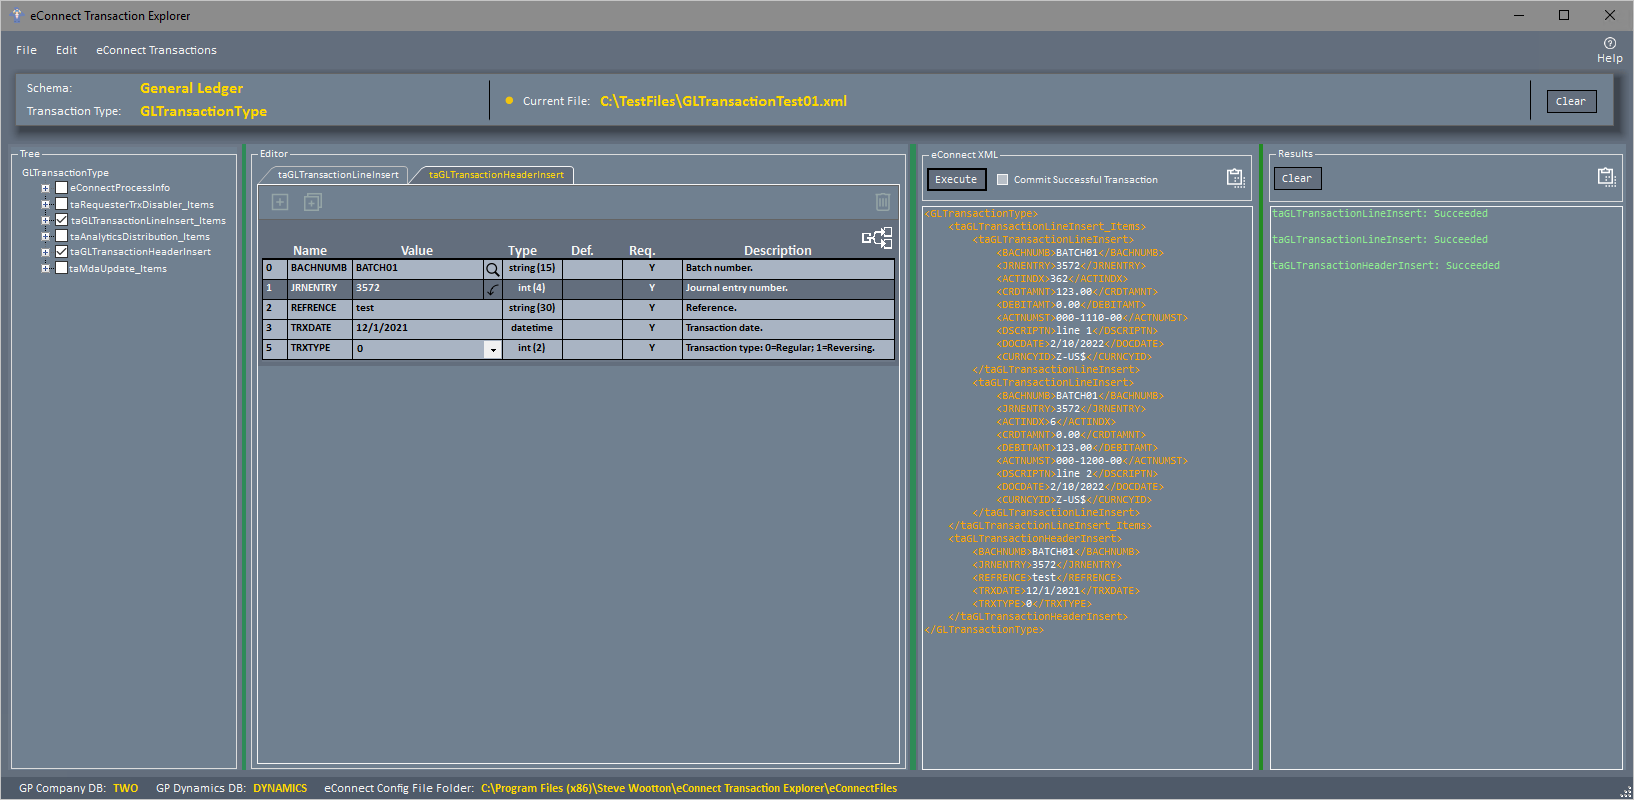 eConnect Transaction Explorer
File Edit eConnect Transactions
Help
Schema: General Ledger
Transaction Type: GLTransactionType
Current File: C:\TestFiles\GLTransactionTest01.xml
Clear
Tree
GLTransactionType
eConnectProcessInfo
taRequesterTrxDisabler_Items
taGLTransactionLineInsert_Items
taAnalyticsDistribution_Items
taGLTransactionHeaderInsert
taMdaUpdate_Items
Editor
taGLTransactionLineInsert taGLTransactionHeaderInsert
Name Value Type Def. Req. Description
0 BACHNUMB BATCH01 string (15) Y Batch number.
1 JRNENTRY 3572 int (4) Y Journal entry number.
2 REFRENCE test string (30) Y Reference.
3 TRXDATE 12/1/2021 datetime Y Transaction date.
5 TRXTYPE 0 int (2) Y Transaction type: 0=Regular; 1=Reversing.
eConnect XML
Execute Commit Successful Transaction
<GLTransactionType>
<taGLTransactionLineInsert_Items>
<taGLTransactionLineInsert>
<BACHNUMB>BATCH01</BACHNUMB>
<JRNENTRY>3572</JRNENTRY>
<ACTINDX>362</ACTINDX>
<CRDTAMNT>123.00</CRDTAMNT>
<DEBITAMT>0.00</DEBITAMT>
<ACTNUMST>000-1110-00</ACTNUMST>
<DSCRIPTN>line 1</DSCRIPTN>
<DOCDATE>2/10/2022</DOCDATE>
<CURNCYID>Z-US$</CURNCYID>
</taGLTransactionLineInsert>
<taGLTransactionLineInsert>
<BACHNUMB>BATCH01</BACHNUMB>
<JRNENTRY>3572</JRNENTRY>
<ACTINDX>6</ACTINDX>
<CRDTAMNT>0.00</CRDTAMNT>
<DEBITAMT>123.00</DEBITAMT>
<ACTNUMST>000-1200-00</ACTNUMST>
<DSCRIPTN>line 2</DSCRIPTN>
<DOCDATE>2/10/2022</DOCDATE>
<CURNCYID>Z-US$</CURNCYID>
</taGLTransactionLineInsert>
</taGLTransactionLineInsert_Items>
<taGLTransactionHeaderInsert>
<BACHNUMB>BATCH01</BACHNUMB>
<JRNENTRY>3572</JRNENTRY>
<REFRENCE>test</REFRENCE>
<TRXDATE>12/1/2021</TRXDATE>
<TRXTYPE>0</TRXTYPE>
</taGLTransactionHeaderInsert>
</GLTransactionType>
Results
Clear
taGLTransactionLineInsert: Succeeded
taGLTransactionLineInsert: Succeeded
taGLTransactionHeaderInsert: Succeeded
GP Company DB: TWO GP Dynamics DB: DYNAMICS eConnect Config File Folder: C:\Program Files (x86)\Steve Wootton\eConnect Transaction Explorer\eConnectFiles